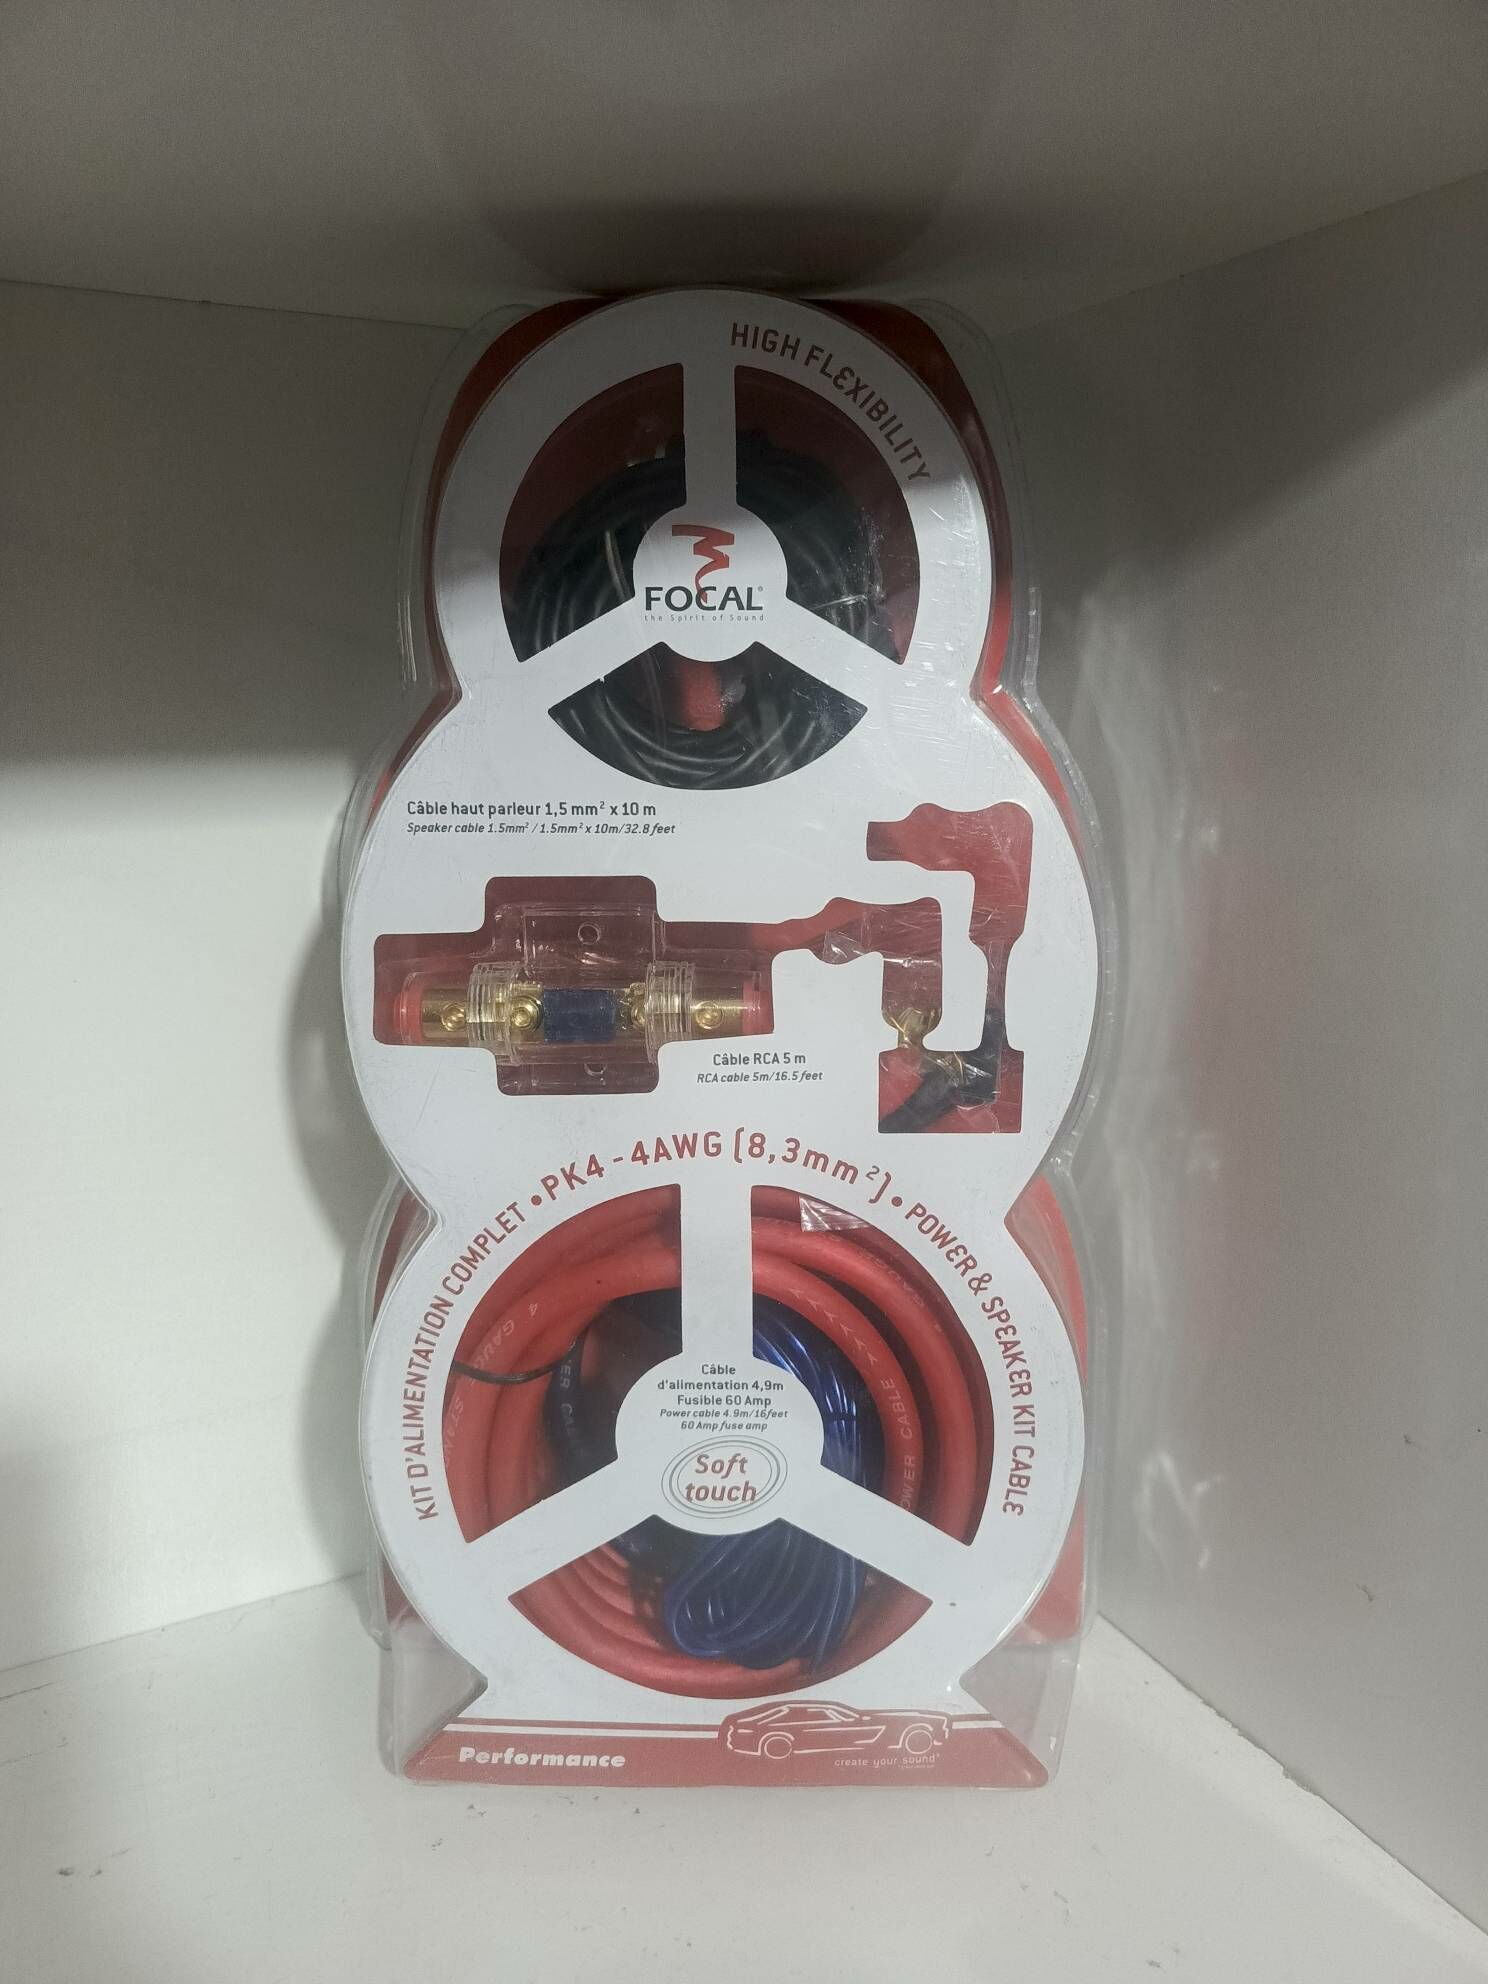 HIGH FLEXIBILITY
FOCAL®
the Spirit of Sound
Câble haut parleur 1,5 mm² x 10 m
Speaker cable 1.5mm² / 1.5mm² x 10m/32.8 feet
Câble RCA 5 m
RCA cable 5m/16.5 feet
KIT D'ALIMENTATION COMPLET • PK4 - 4AWG (8,3mm²) • POWER & SPEAKER KIT CABLE
4 GAUGE
POWER CABLE
Câble
d'alimentation 4,9m
Fusible 60 Amp
Power cable 4.9m/16feet
60 Amp fuse amp
Soft
touch
Performance
create your sound